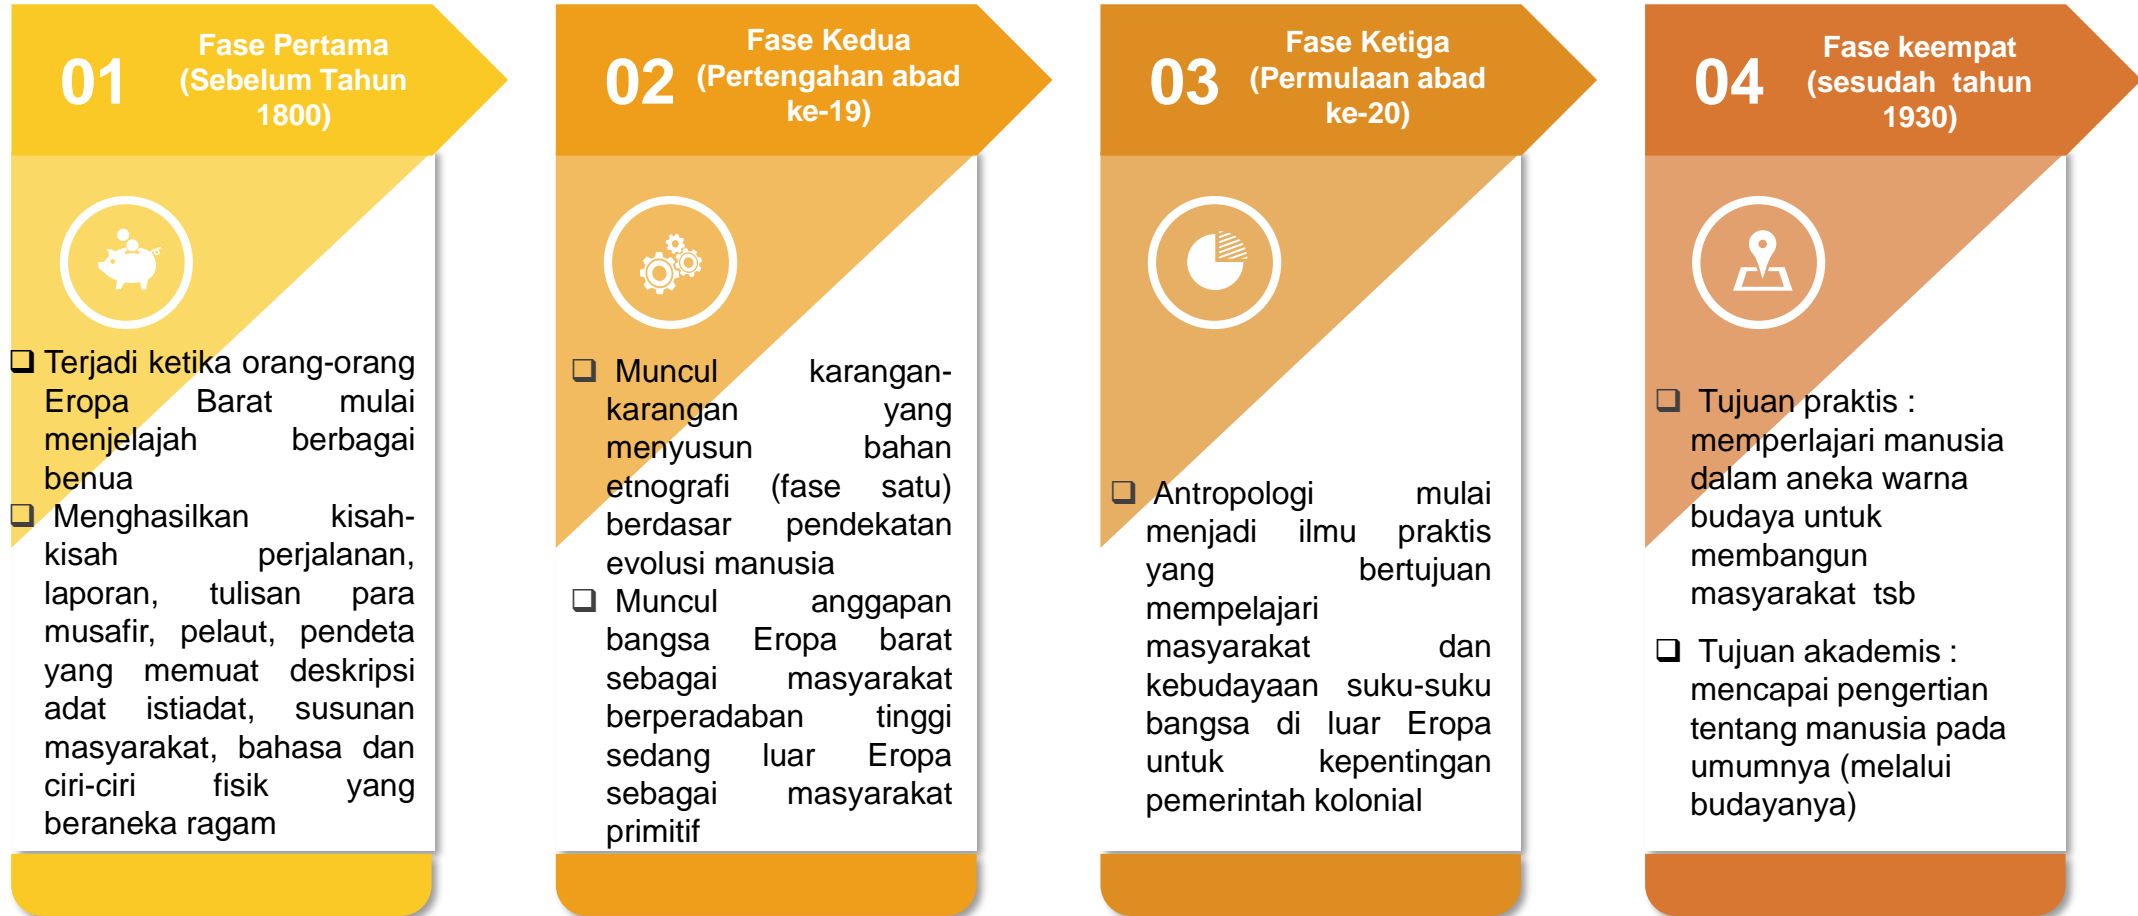 01
Fase Pertama
(Sebelum Tahun
1800)
❑ Terjadi ketika orang-orang
Eropa Barat mulai
menjelajah berbagai
benua
❑ Menghasilkan kisah-
kisah perjalanan,
laporan, tulisan para
musafir, pelaut, pendeta
yang memuat deskripsi
adat istiadat, susunan
masyarakat, bahasa dan
ciri-ciri fisik yang
beraneka ragam
02
Fase Kedua
(Pertengahan abad
ke-19)
❑ Muncul karangan-
karangan yang
menyusun bahan
etnografi (fase satu)
berdasar pendekatan
evolusi manusia
❑ Muncul anggapan
bangsa Eropa barat
sebagai masyarakat
berperadaban tinggi
sedang luar Eropa
sebagai masyarakat
primitif
03
Fase Ketiga
(Permulaan abad
ke-20)
❑ Antropologi mulai
menjadi ilmu praktis
yang bertujuan
mempelajari
masyarakat dan
kebudayaan suku-suku
bangsa di luar Eropa
untuk kepentingan
pemerintah kolonial
04
Fase keempat
(sesudah tahun
1930)
❑ Tujuan praktis :
memperlajari manusia
dalam aneka warna
budaya untuk
membangun
masyarakat tsb
❑ Tujuan akademis :
mencapai pengertian
tentang manusia pada
umumnya (melalui
budayanya)